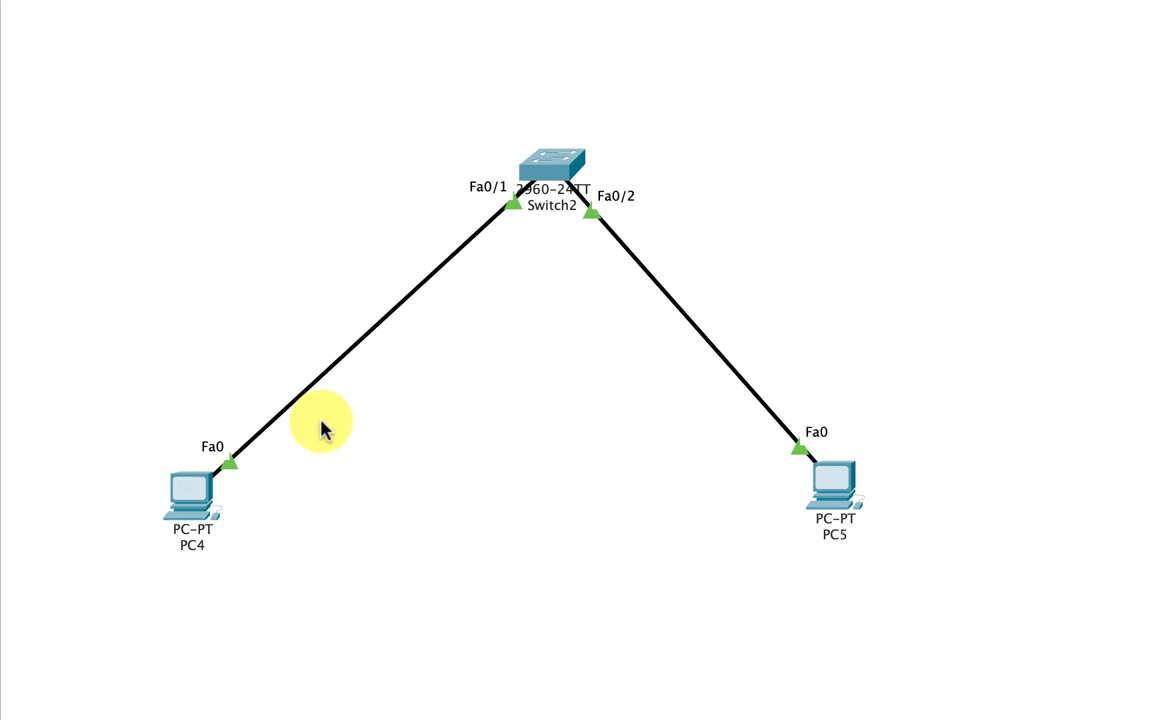 Fa0/1
2960-24TT
Switch2
Fa0/2
Fa0
PC-PT
PC4
Fa0
PC-PT
PC5